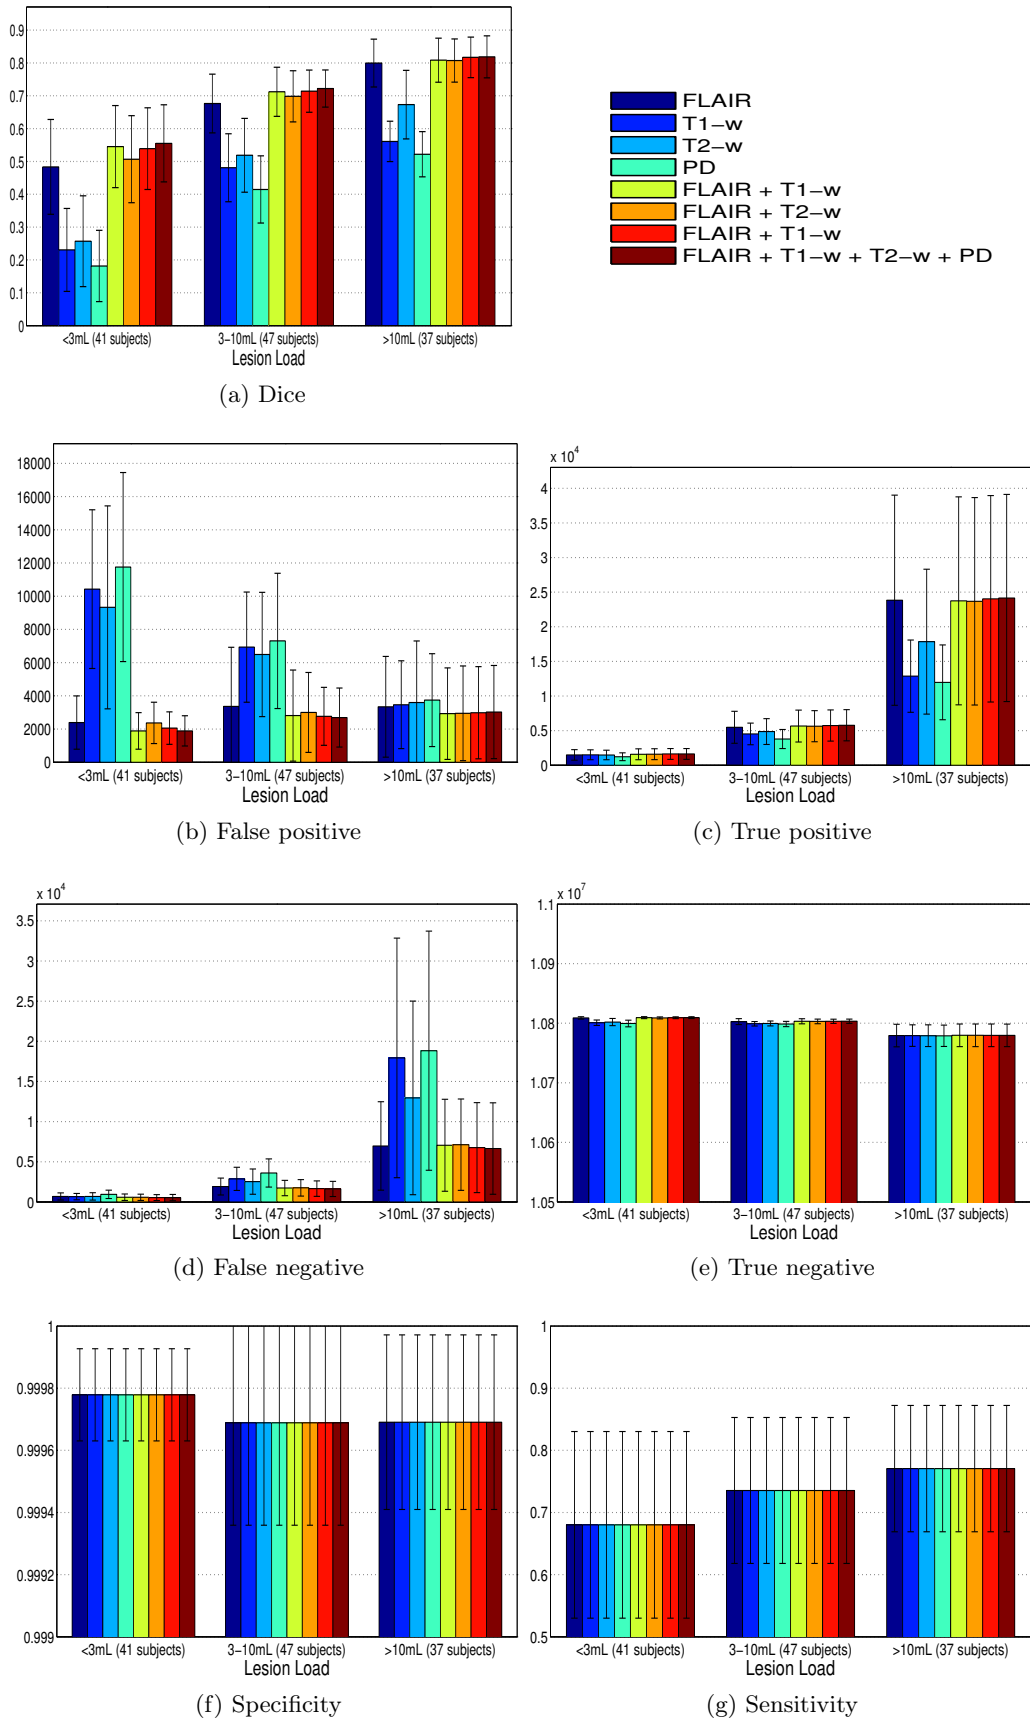 0.9
0.8
0.7
0.6
0.5
0.4
0.3
0.2
0.1
0
<3mL (41 subjects)
3−10mL (47 subjects)
>10mL (37 subjects)
Lesion Load
(a) Dice
FLAIR
T1−w
T2−w
PD
FLAIR + T1−w
FLAIR + T2−w
FLAIR + T1−w
FLAIR + T1−w + T2−w + PD
18000
16000
14000
12000
10000
8000
6000
4000
2000
0
<3mL (41 subjects)
3−10mL (47 subjects)
>10mL (37 subjects)
Lesion Load
(b) False positive
x 10^4
4
3.5
3
2.5
2
1.5
1
0.5
0
<3mL (41 subjects)
3−10mL (47 subjects)
>10mL (37 subjects)
Lesion Load
(c) True positive
x 10^4
3.5
3
2.5
2
1.5
1
0.5
0
<3mL (41 subjects)
3−10mL (47 subjects)
>10mL (37 subjects)
Lesion Load
(d) False negative
x 10^7
1.1
1.09
1.08
1.07
1.06
1.05
<3mL (41 subjects)
3−10mL (47 subjects)
>10mL (37 subjects)
Lesion Load
(e) True negative
1
0.9998
0.9996
0.9994
0.9992
0.999
<3mL (41 subjects)
3−10mL (47 subjects)
>10mL (37 subjects)
Lesion Load
(f) Specificity
1
0.9
0.8
0.7
0.6
0.5
<3mL (41 subjects)
3−10mL (47 subjects)
>10mL (37 subjects)
Lesion Load
(g) Sensitivity